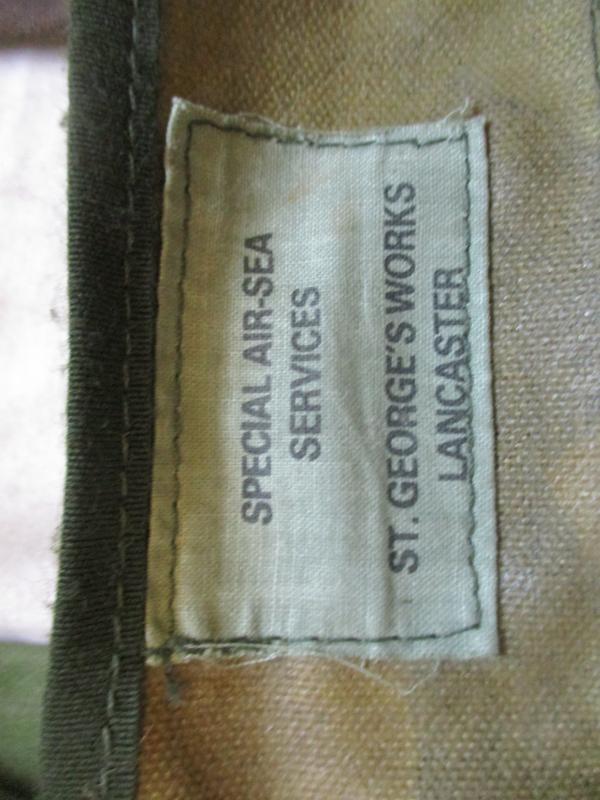 SPECIAL AIR-SEA
SERVICES
ST. GEORGE'S WORKS
LANCASTER